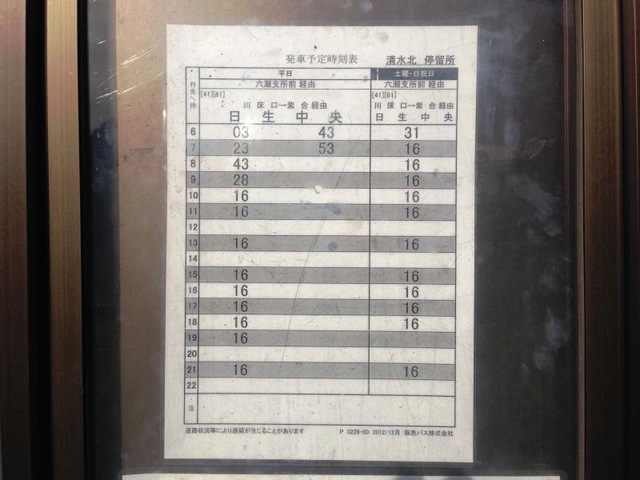 発車予定時刻表 清水北 停留所
平日 土曜・日祝日
行先/時 六瀬支所前 経由 六瀬支所前 経由
[41][61] [41][61]
川床口→紫合 経由 川床口→紫合 経由
日生中央 日生中央
6 03 43 31
7 23 53 16
8 43 16
9 28 16
10 16 16
11 16 16
12
13 16 16
14
15 16 16
16 16 16
17 16 16
18 16 16
19 16
20
21 16 16
22
注
道路状況等により遅延が生じることがあります P 0228-00 2012/12月 阪急バス株式会社